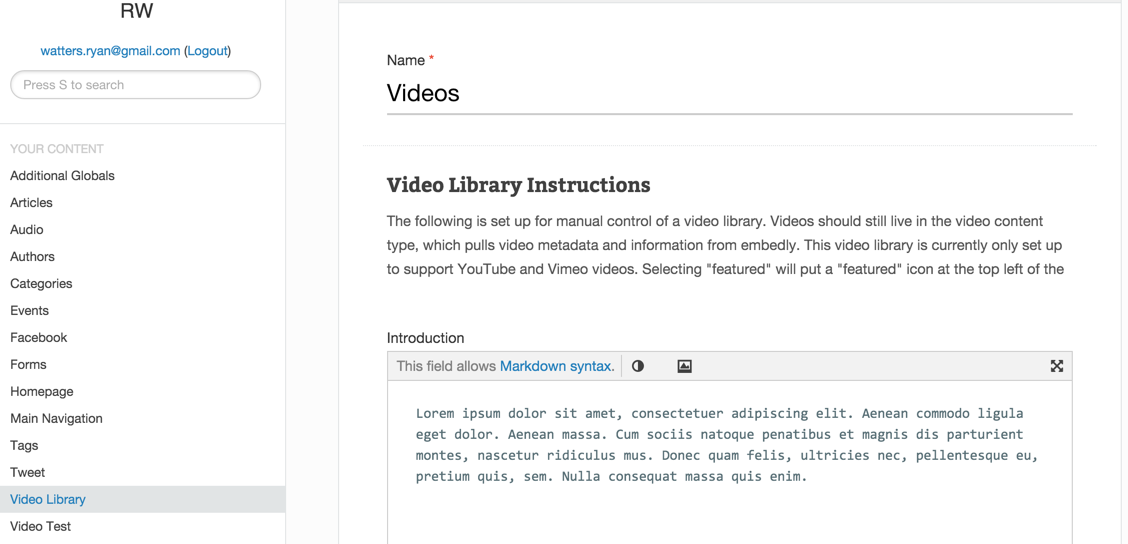 RW
watters.ryan@gmail.com (Logout)
Press S to search
YOUR CONTENT
Additional Globals
Articles
Audio
Authors
Categories
Events
Facebook
Forms
Homepage
Main Navigation
Tags
Tweet
Video Library
Video Test
Name *
Videos
Video Library Instructions
The following is set up for manual control of a video library. Videos should still live in the video content
type, which pulls video metadata and information from embedly. This video library is currently only set up
to support YouTube and Vimeo videos. Selecting "featured" will put a "featured" icon at the top left of the
Introduction
This field allows Markdown syntax.
Lorem ipsum dolor sit amet, consectetuer adipiscing elit. Aenean commodo ligula
eget dolor. Aenean massa. Cum sociis natoque penatibus et magnis dis parturient
montes, nascetur ridiculus mus. Donec quam felis, ultricies nec, pellentesque eu,
pretium quis, sem. Nulla consequat massa quis enim.